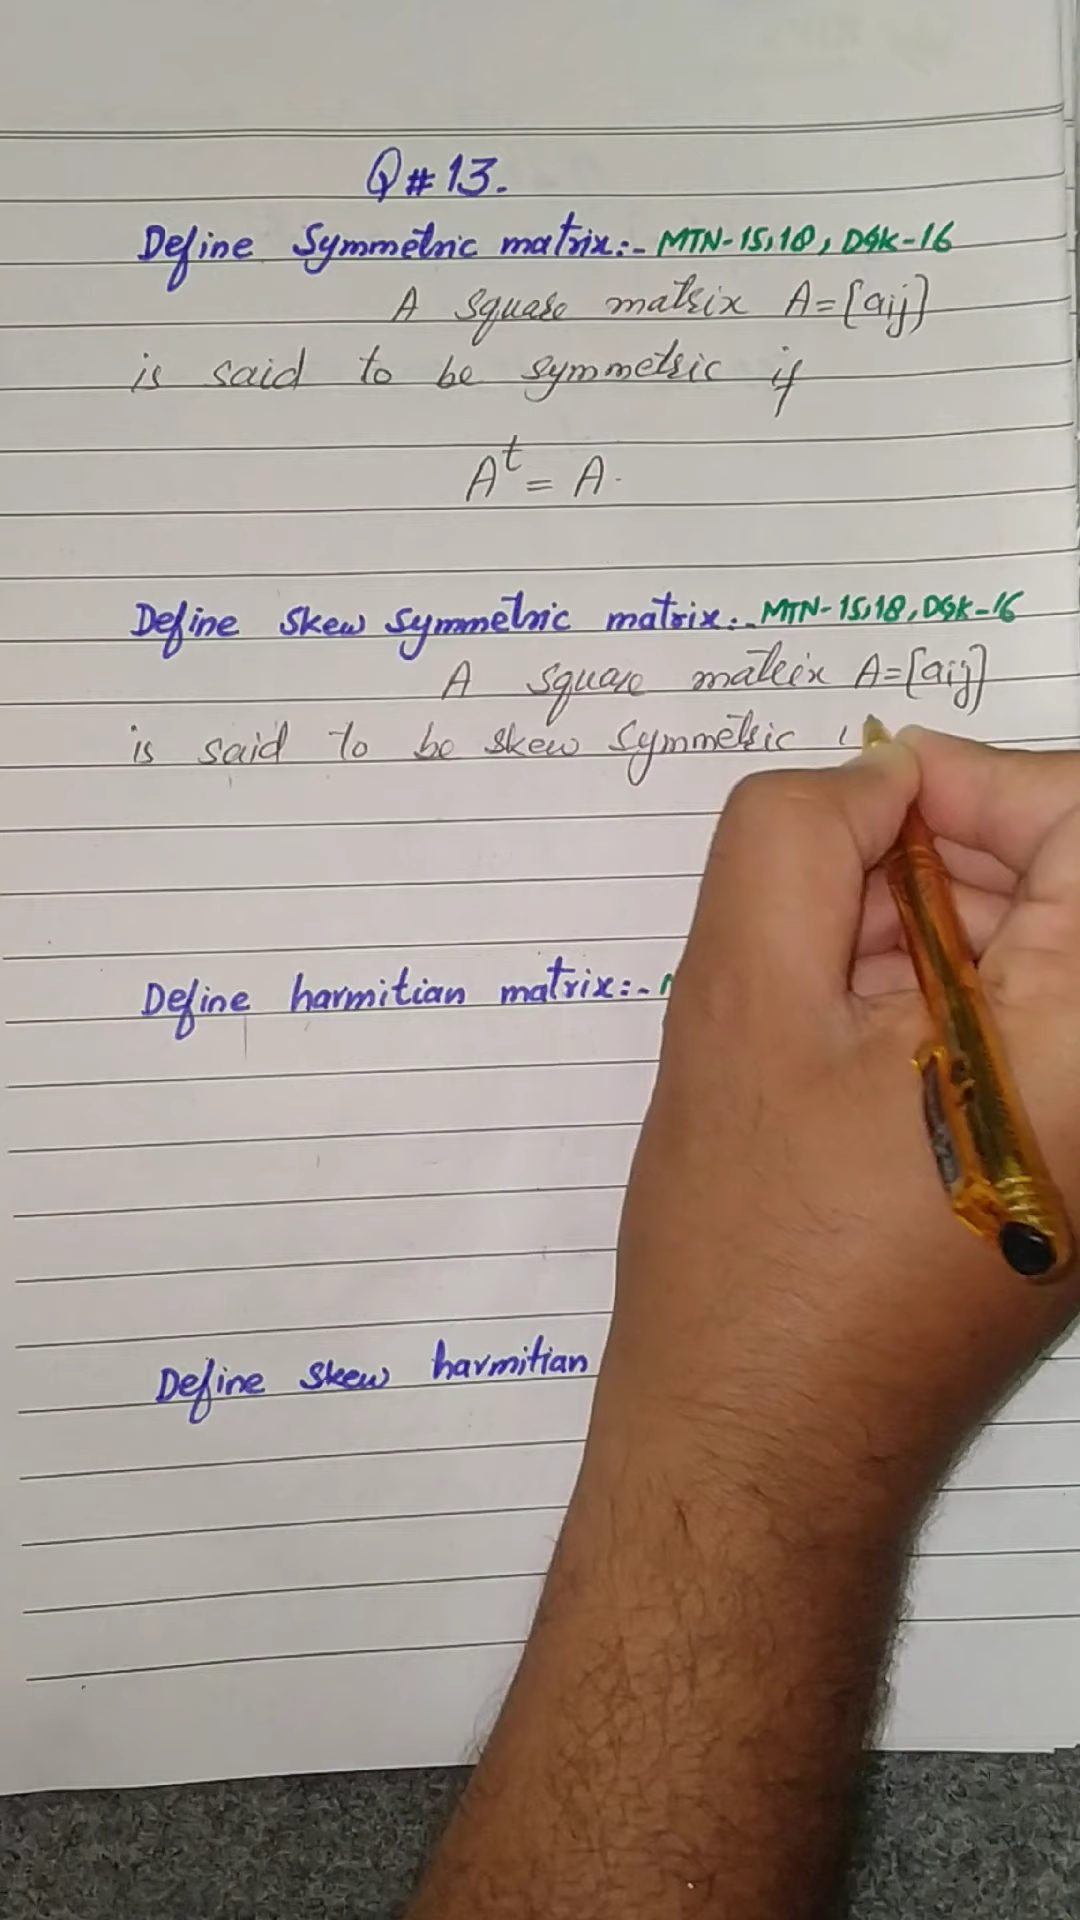 Q # 13.
Define Symmetric matrix:- MTN-15,18, DGK-16
A square matrix A=[aij]
is said to be symmetric if
A^t = A.
Define Skew Symmetric matrix:- MTN-15,18, DGK-16
A square matrix A=[aij]
is said to be skew symmetric
Define harmitian matrix:-
Define Skew harmitian